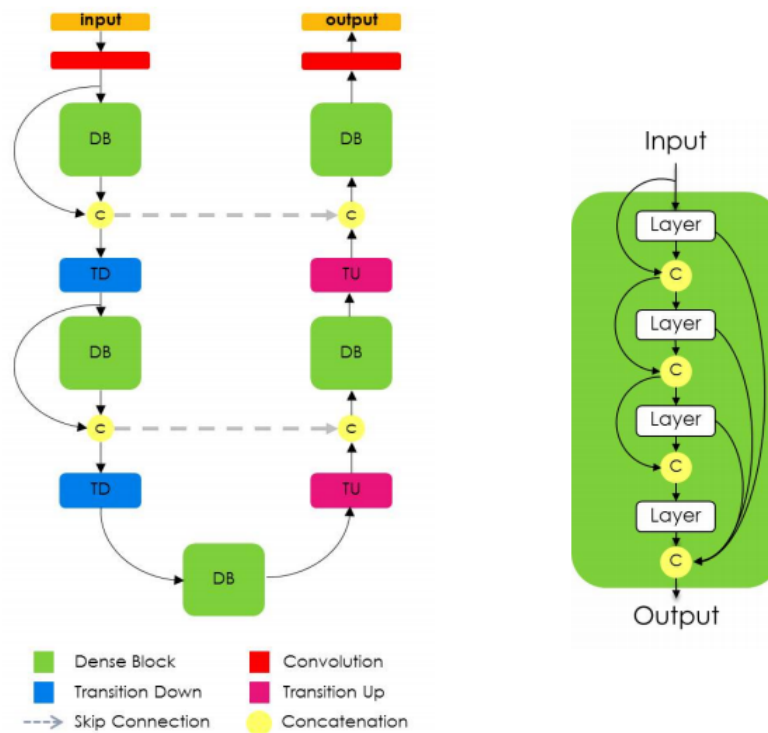 input
output
DB
DB
C
C
TD
TU
DB
DB
C
C
TD
TU
DB
Dense Block
Convolution
Transition Down
Transition Up
Skip Connection
Concatenation
Input
Layer
C
Layer
C
Layer
C
Layer
C
Output